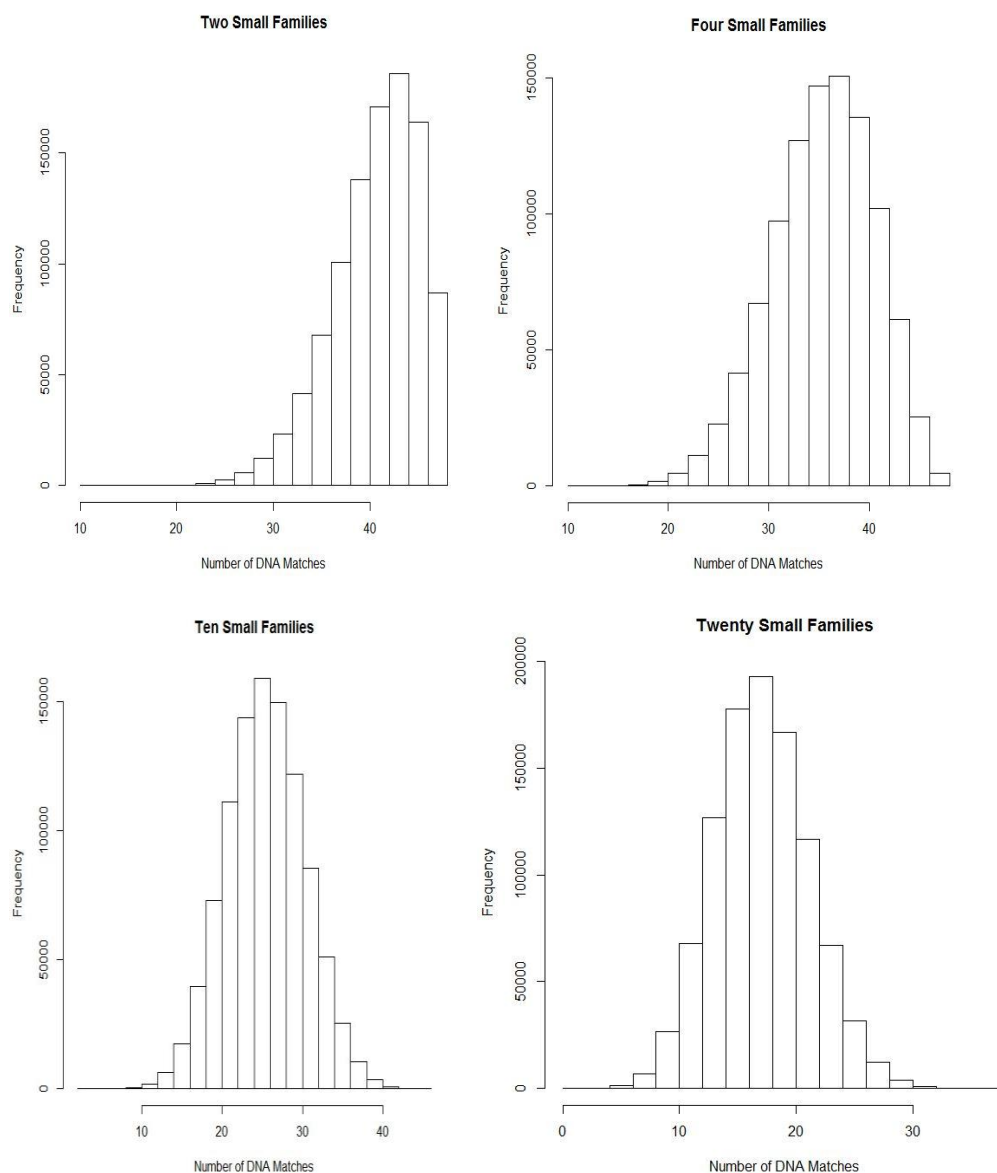 Two Small Families
Frequency
150000
100000
50000
0
10 20 30 40
Number of DNA Matches
Four Small Families
Frequency
150000
100000
50000
0
10 20 30 40
Number of DNA Matches
Ten Small Families
Frequency
150000
100000
50000
0
10 20 30 40
Number of DNA Matches
Twenty Small Families
Frequency
200000
150000
100000
50000
0
0 10 20 30
Number of DNA Matches